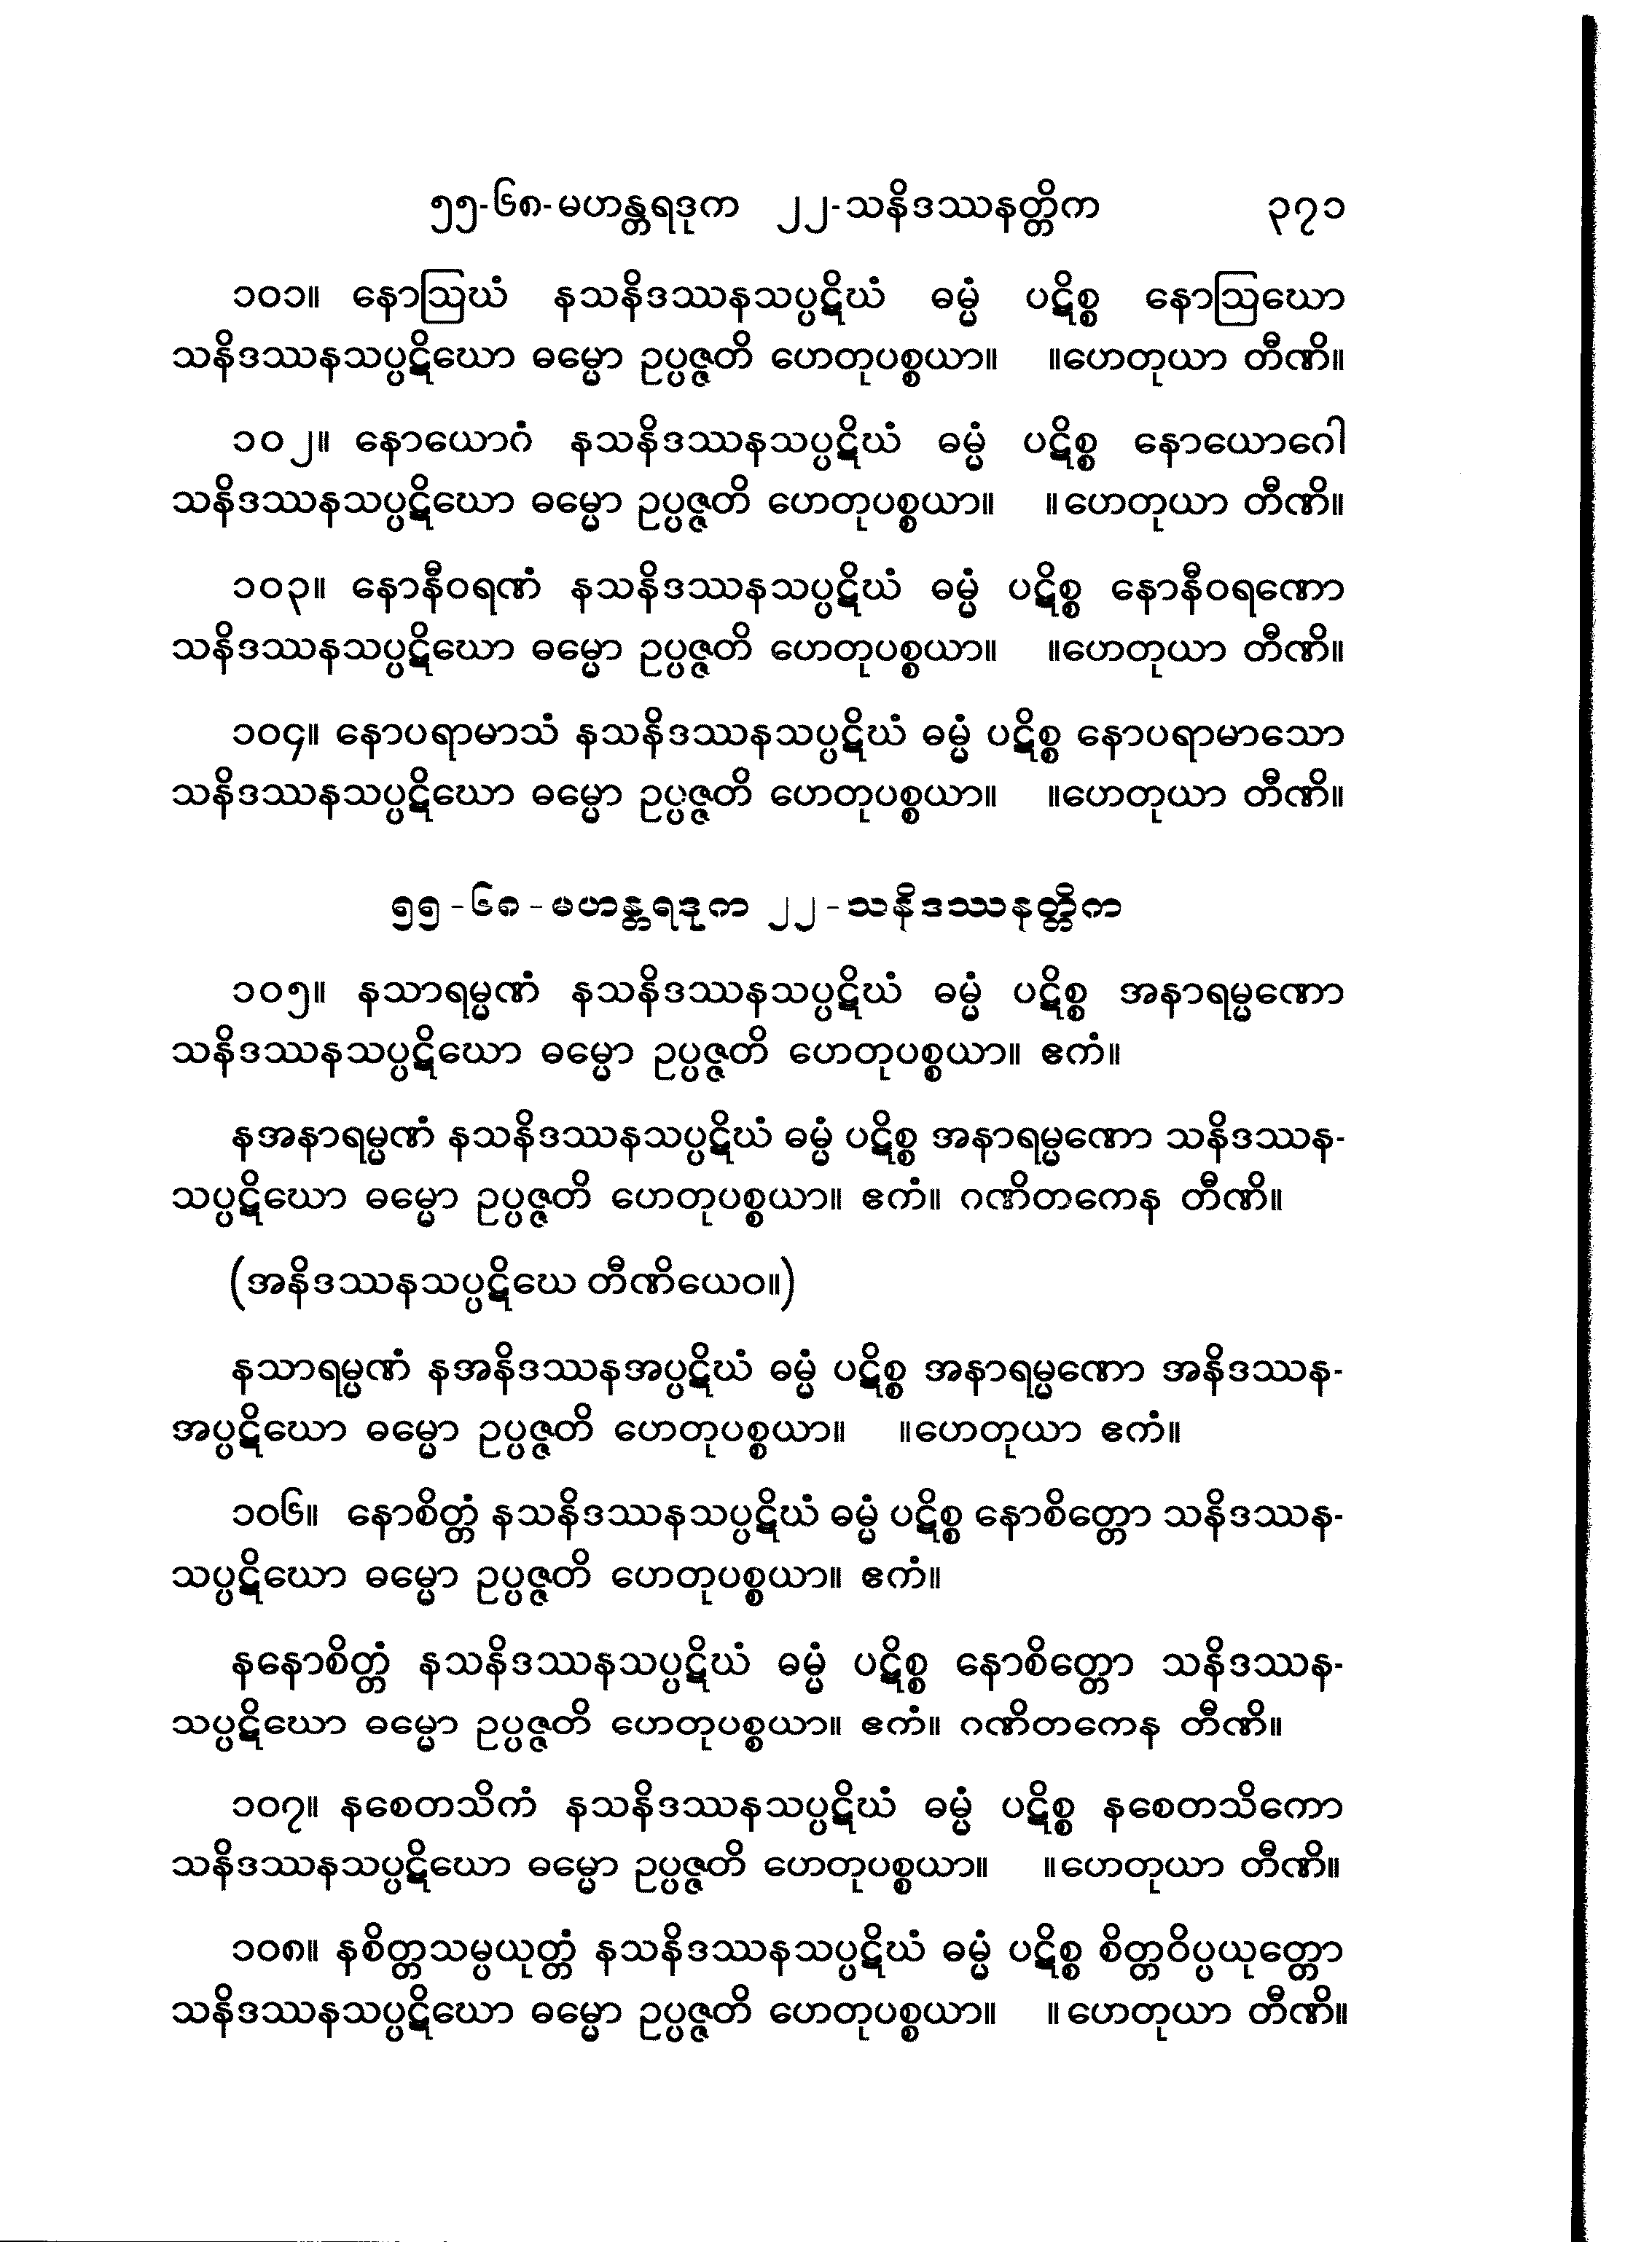 ၅၅-၆၈-မဟန္တရဒုက ၂၂-သနိဒဿနတ္တိက ၃၇၁
၁၀၁။ နောဩဃံ နသနိဒဿနသပ္ပဋိဃံ ဓမ္မံ ပဋိစ္စ နောဩဃော
သနိဒဿနသပ္ပဋိဃော ဓမ္မော ဥပ္ပဇ္ဇတိ ဟေတုပစ္စယာ။ ။ဟေတုယာ တီဏိ။
၁၀၂။ နောယောဂံ နသနိဒဿနသပ္ပဋိဃံ ဓမ္မံ ပဋိစ္စ နောယောဂေါ
သနိဒဿနသပ္ပဋိဃော ဓမ္မော ဥပ္ပဇ္ဇတိ ဟေတုပစ္စယာ။ ။ဟေတုယာ တီဏိ။
၁၀၃။ နောနီဝရဏံ နသနိဒဿနသပ္ပဋိဃံ ဓမ္မံ ပဋိစ္စ နောနီဝရဏော
သနိဒဿနသပ္ပဋိဃော ဓမ္မော ဥပ္ပဇ္ဇတိ ဟေတုပစ္စယာ။ ။ဟေတုယာ တီဏိ။
၁၀၄။ နောပရာမာသံ နသနိဒဿနသပ္ပဋိဃံ ဓမ္မံ ပဋိစ္စ နောပရာမာသော
သနိဒဿနသပ္ပဋိဃော ဓမ္မော ဥပ္ပဇ္ဇတိ ဟေတုပစ္စယာ။ ။ဟေတုယာ တီဏိ။
၅၅-၆၈-မဟန္တရဒုက ၂၂-သနိဒဿနတ္တိက
၁၀၅။ နသာရမ္မဏံ နသနိဒဿနသပ္ပဋိဃံ ဓမ္မံ ပဋိစ္စ အနာရမ္မဏော
သနိဒဿနသပ္ပဋိဃော ဓမ္မော ဥပ္ပဇ္ဇတိ ဟေတုပစ္စယာ။ ဧကံ။
နအနာရမ္မဏံ နသနိဒဿနသပ္ပဋိဃံ ဓမ္မံ ပဋိစ္စ အနာရမ္မဏော သနိဒဿန-
သပ္ပဋိဃော ဓမ္မော ဥပ္ပဇ္ဇတိ ဟေတုပစ္စယာ။ ဧကံ။ ဂဏိတကေန တီဏိ။
(အနိဒဿနသပ္ပဋိဃေ တီဏိယေဝ။)
နသာရမ္မဏံ နအနိဒဿနအပ္ပဋိဃံ ဓမ္မံ ပဋိစ္စ အနာရမ္မဏော အနိဒဿန-
အပ္ပဋိဃော ဓမ္မော ဥပ္ပဇ္ဇတိ ဟေတုပစ္စယာ။ ။ဟေတုယာ ဧကံ။
၁၀၆။ နောစိတ္တံ နသနိဒဿနသပ္ပဋိဃံ ဓမ္မံ ပဋိစ္စ နောစိတ္တော သနိဒဿန-
သပ္ပဋိဃော ဓမ္မော ဥပ္ပဇ္ဇတိ ဟေတုပစ္စယာ။ ဧကံ။
နနောစိတ္တံ နသနိဒဿနသပ္ပဋိဃံ ဓမ္မံ ပဋိစ္စ နောစိတ္တော သနိဒဿန-
သပ္ပဋိဃော ဓမ္မော ဥပ္ပဇ္ဇတိ ဟေတုပစ္စယာ။ ဧကံ။ ဂဏိတကေန တီဏိ။
၁၀၇။ နစေတသိကံ နသနိဒဿနသပ္ပဋိဃံ ဓမ္မံ ပဋိစ္စ နစေတသိကော
သနိဒဿနသပ္ပဋိဃော ဓမ္မော ဥပ္ပဇ္ဇတိ ဟေတုပစ္စယာ။ ။ဟေတုယာ တီဏိ။
၁၀၈။ နစိတ္တသမ္ပယုတ္တံ နသနိဒဿနသပ္ပဋိဃံ ဓမ္မံ ပဋိစ္စ စိတ္တဝိပ္ပယုတ္တော
သနိဒဿနသပ္ပဋိဃော ဓမ္မော ဥပ္ပဇ္ဇတိ ဟေတုပစ္စယာ။ ။ဟေတုယာ တီဏိ။